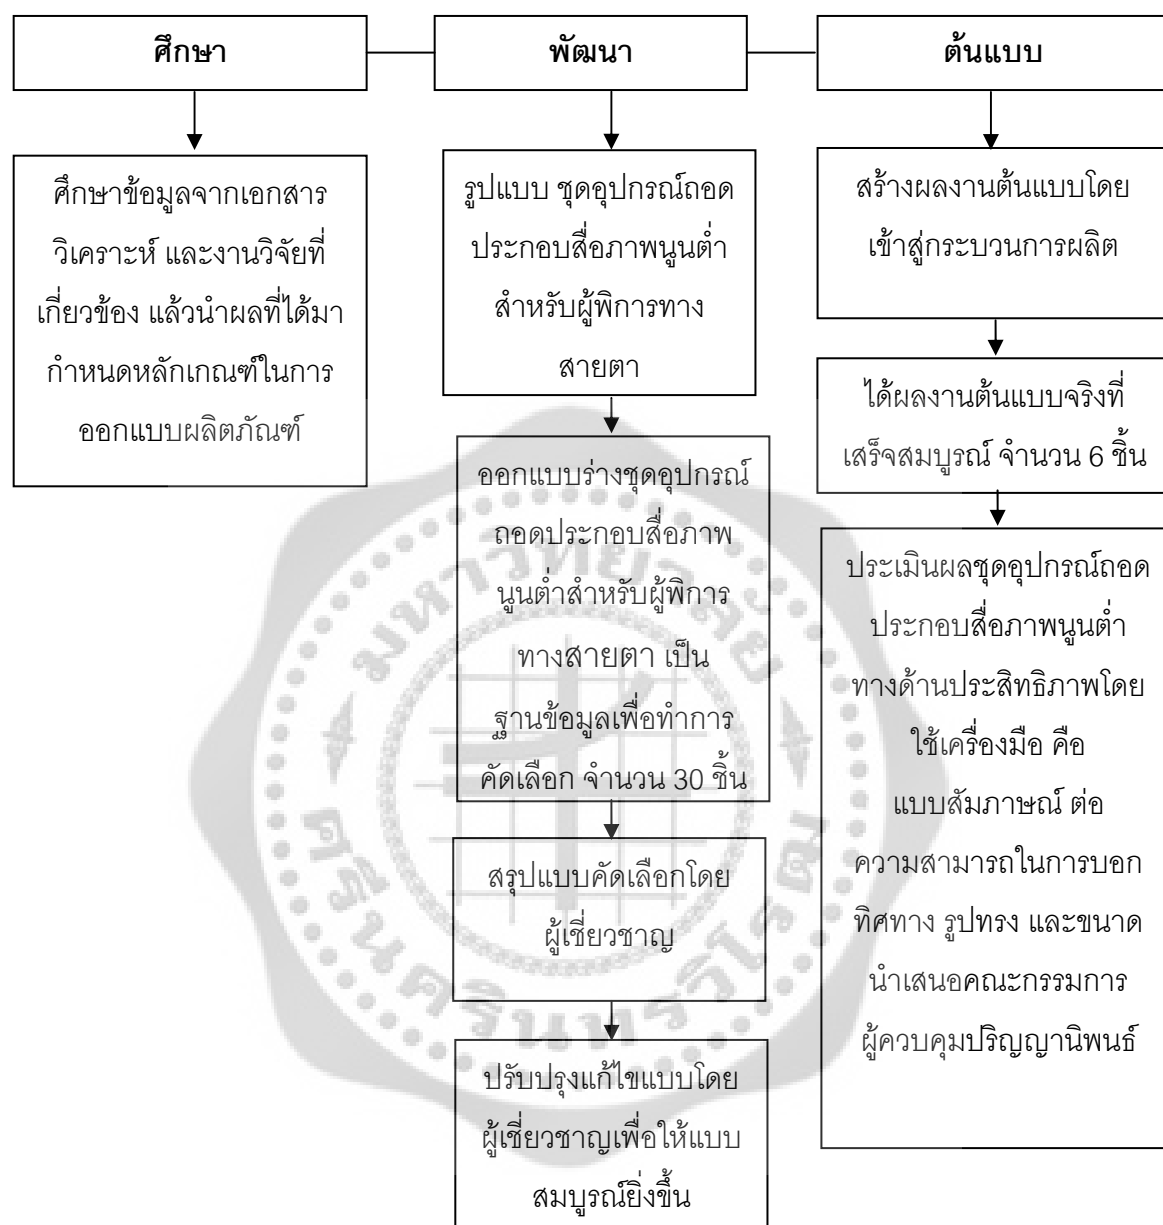 ศึกษา
พัฒนา
ต้นแบบ
ศึกษาข้อมูลจากเอกสาร
วิเคราะห์ และงานวิจัยที่
เกี่ยวข้อง แล้วนำผลที่ได้มา
กำหนดหลักเกณฑ์ในการ
ออกแบบผลิตภัณฑ์
รูปแบบ ชุดอุปกรณ์ถอด
ประกอบสื่อภาพนูนต่ำ
สำหรับผู้พิการทาง
สายตา
ออกแบบร่างชุดอุปกรณ์
ถอดประกอบสื่อภาพ
นูนต่ำสำหรับผู้พิการ
ทางสายตา เป็น
ฐานข้อมูลเพื่อทำการ
คัดเลือก จำนวน 30 ชิ้น
สรุปแบบคัดเลือกโดย
ผู้เชี่ยวชาญ
ปรับปรุงแก้ไขแบบโดย
ผู้เชี่ยวชาญเพื่อให้แบบ
สมบูรณ์ยิ่งขึ้น
สร้างผลงานต้นแบบโดย
เข้าสู่กระบวนการผลิต
ได้ผลงานต้นแบบจริงที่
เสร็จสมบูรณ์ จำนวน 6 ชิ้น
ประเมินผลชุดอุปกรณ์ถอด
ประกอบสื่อภาพนูนต่ำ
ทางด้านประสิทธิภาพโดย
ใช้เครื่องมือ คือ
แบบสัมภาษณ์ ต่อ
ความสามารถในการบอก
ทิศทาง รูปทรง และขนาด
นำเสนอคณะกรรมการ
ผู้ควบคุมปริญญานิพนธ์
มหาวิทยาลัย
ศรีนครินทรวิโรฒ